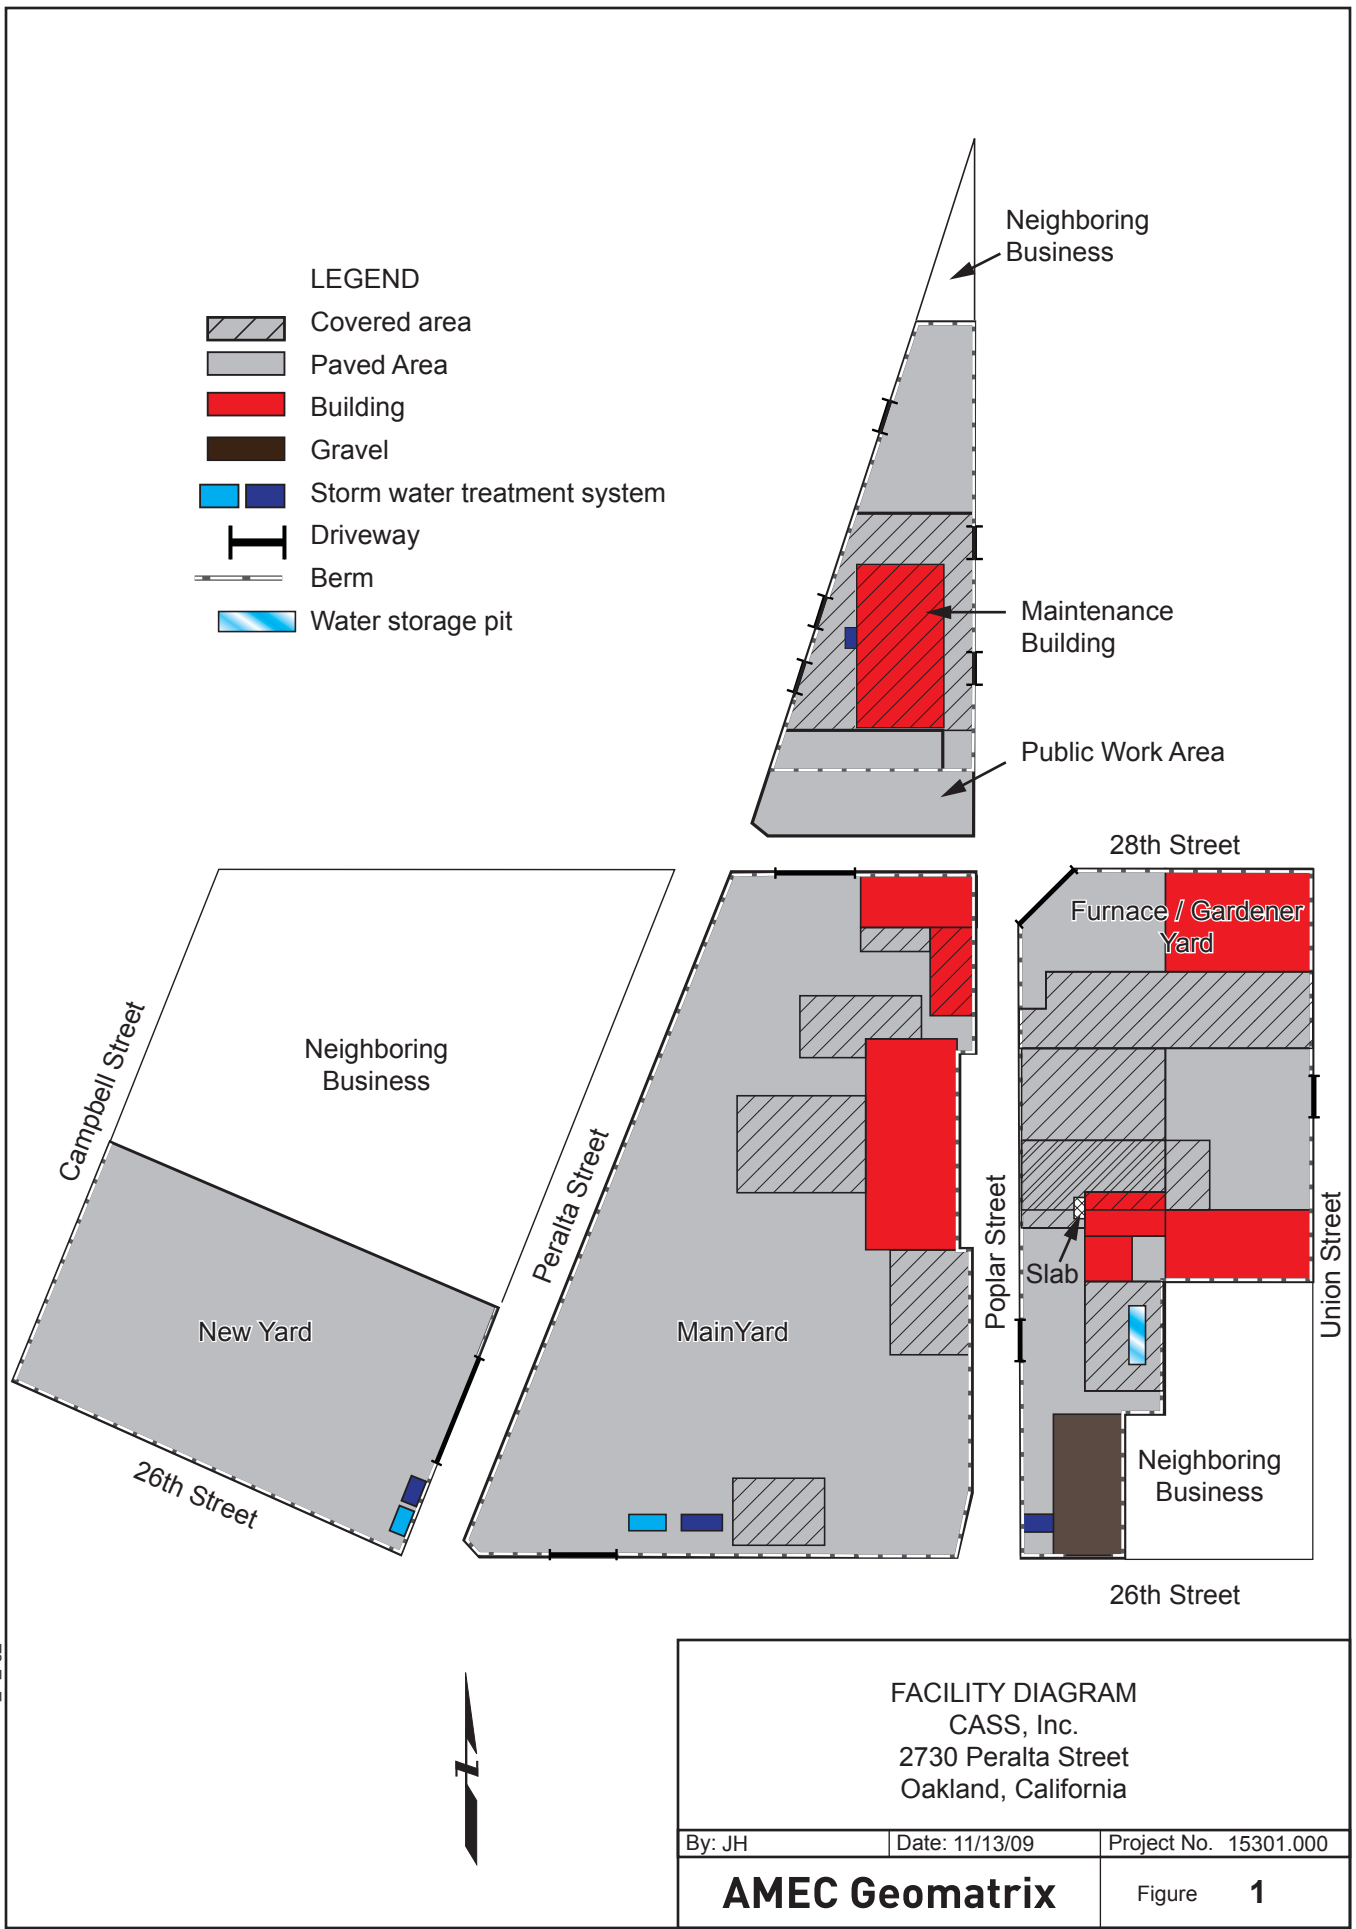 Neighboring
Business
LEGEND
Covered area
Paved Area
Building
Gravel
Storm water treatment system
Driveway
Berm
Water storage pit
Maintenance
Building
Public Work Area
28th Street
Furnace / Gardener
Yard
Neighboring
Business
Campbell Street
Peralta Street
Poplar Street
Union Street
Slab
New Yard
MainYard
Neighboring
Business
26th Street
26th Street
FACILITY DIAGRAM
CASS, Inc.
2730 Peralta Street
Oakland, California
By: JH
Date: 11/13/09
Project No. 15301.000
AMEC Geomatrix
Figure 1